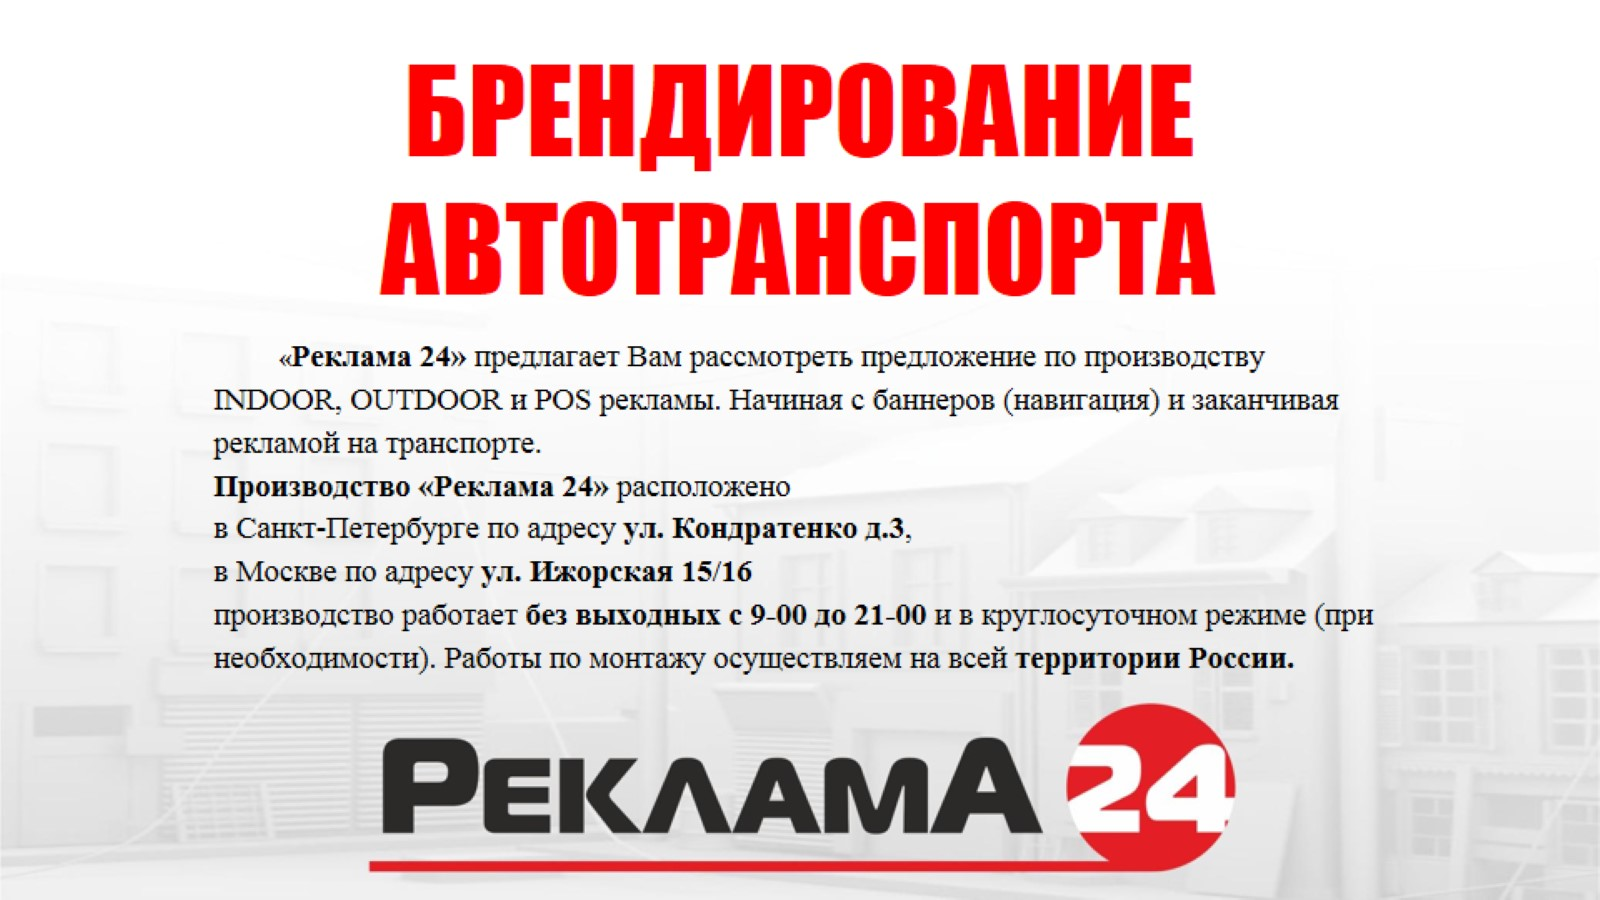 БРЕНДИРОВАНИЕ
АВТОТРАНСПОРТА
«Реклама 24» предлагает Вам рассмотреть предложение по производству
INDOOR, OUTDOOR и POS рекламы. Начиная с баннеров (навигация) и заканчивая
рекламой на транспорте.
Производство «Реклама 24» расположено
в Санкт-Петербурге по адресу ул. Кондратенко д.3,
в Москве по адресу ул. Ижорская 15/16
производство работает без выходных с 9-00 до 21-00 и в круглосуточном режиме (при
необходимости). Работы по монтажу осуществляем на всей территории России.
РЕКЛАМА 24